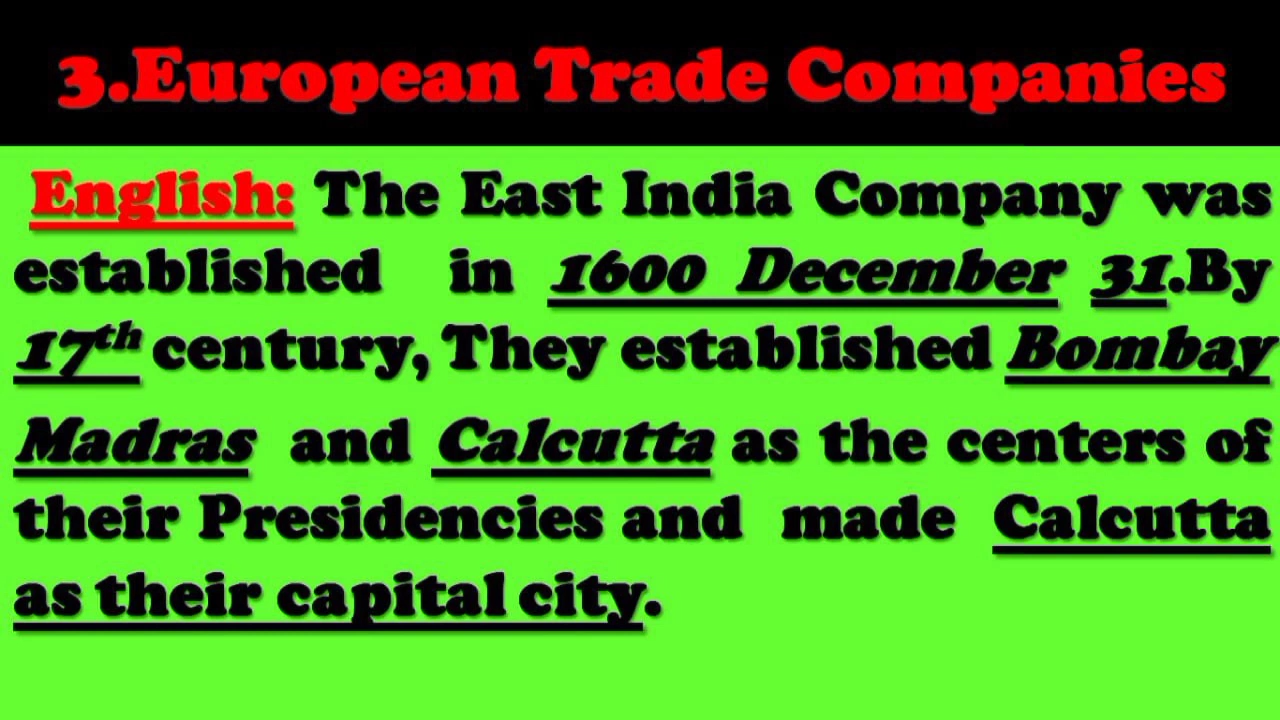 3.European Trade Companies
English: The East India Company was
established in 1600 December 31.By
17th century, They established Bombay
Madras and Calcutta as the centers of
their Presidencies and made Calcutta
as their capital city.